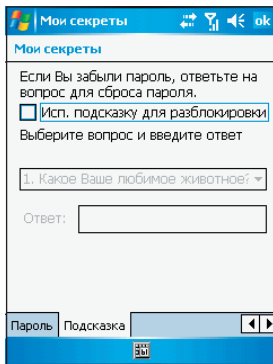 Мои секреты ok
Мои секреты
Если Вы забыли пароль, ответьте на
вопрос для сброса пароля.
Исп. подсказку для разблокировки
Выберите вопрос и введите ответ
1. Какое Ваше любимое животное?
Ответ:
Пароль Подсказка